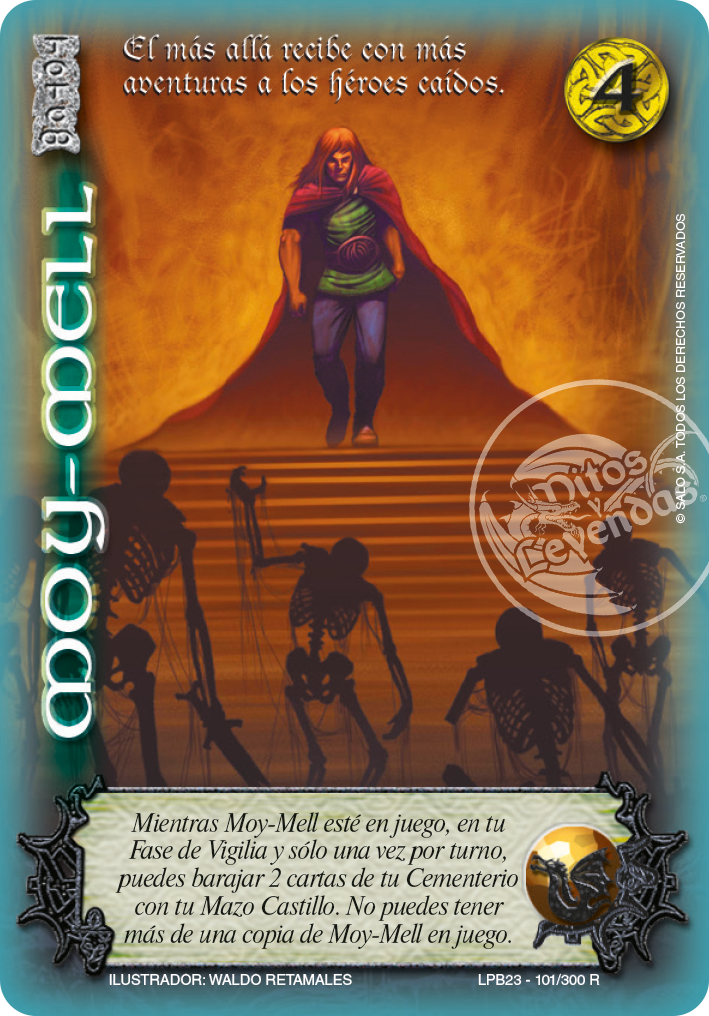 El más allá recibe con más
aventuras a los héroes caídos.
4
MOY-MELL
© SALO S.A. TODOS LOS DERECHOS RESERVADOS
Mitos
y
Leyendas
®
Mientras Moy-Mell esté en juego, en tu
Fase de Vigilia y sólo una vez por turno,
puedes barajar 2 cartas de tu Cementerio
con tu Mazo Castillo. No puedes tener
más de una copia de Moy-Mell en juego.
ILUSTRADOR: WALDO RETAMALES
LPB23 - 101/300 R